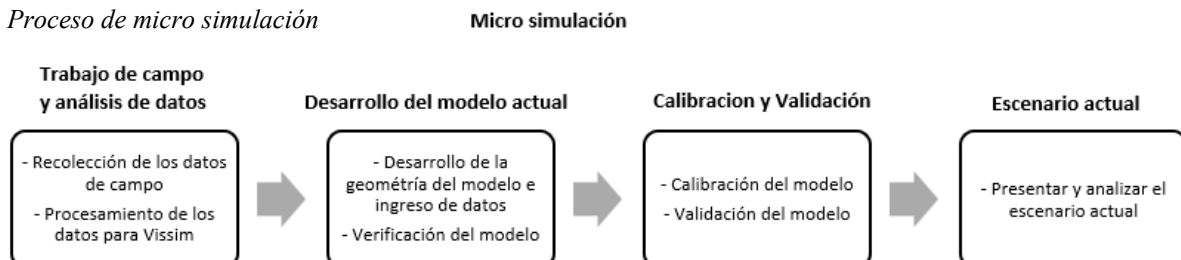 Proceso de micro simulación
Micro simulación
Trabajo de campo
y análisis de datos
- Recolección de los datos
de campo
- Procesamiento de los
datos para Vissim
Desarrollo del modelo actual
- Desarrollo de la
geométría del modelo e
ingreso de datos
- Verificación del modelo
Calibracion y Validación
- Calibración del modelo
- Validación del modelo
Escenario actual
- Presentar y analizar el
escenario actual